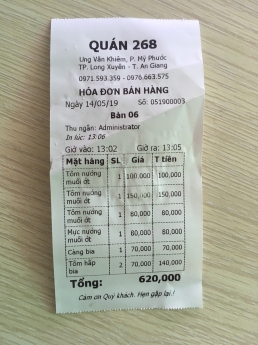 QUÁN 268
Ung Văn Khiêm, P. Mỹ Phước
TP. Long Xuyên - T. An Giang
0971.593.359 - 0976.663.575
HÓA ĐƠN BÁN HÀNG
Ngày 14/05/19 Số: 051900003
Bàn 06
Thu ngân: Administrator
In lúc: 13:06
Giờ vào: 13:02 Giờ ra: 13:05
Mặt hàng SL Giá T tiền
Tôm nướng muối ớt 1 100,000 100,000
Tôm nướng muối ớt 1 150,000 150,000
Tôm nướng muối ớt 1 80,000 80,000
Mực nướng muối ớt 1 80,000 80,000
Càng bia 1 70,000 70,000
Tôm hấp bia 2 70,000 140,000
Tổng: 620,000
Cám ơn Quý khách. Hẹn gặp lại.!